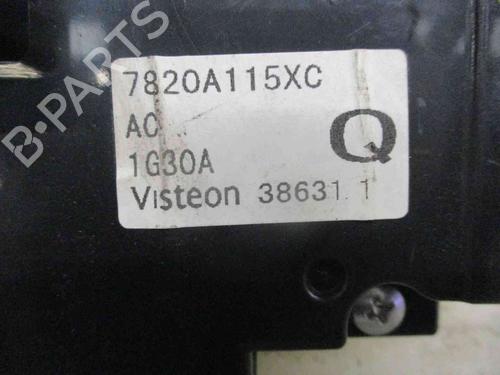 7820A115XC
AC
1G30A
Visteon 38631 1
Q
B-PARTS